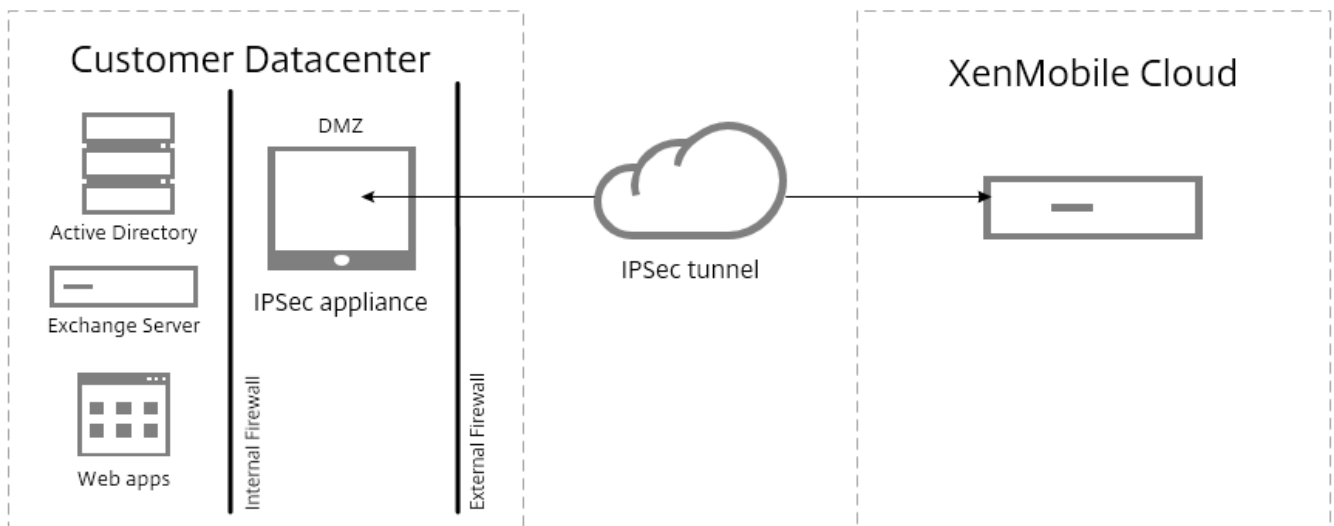 Customer Datacenter
XenMobile Cloud
DMZ
Active Directory
IPSec appliance
IPSec tunnel
Exchange Server
Web apps
Internal Firewall
External Firewall